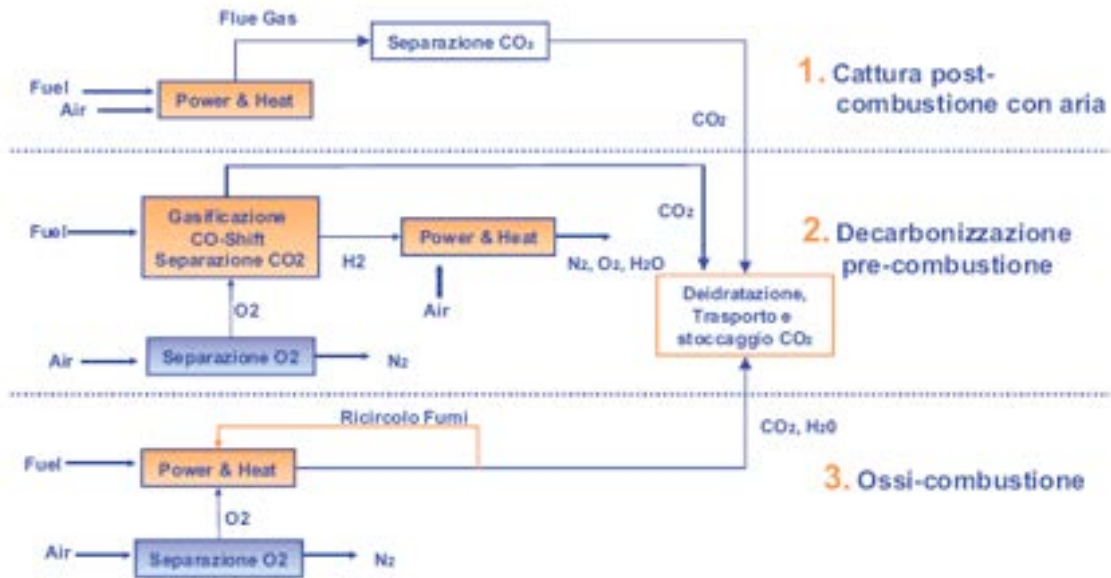 Flue Gas
Separazione CO₂
Fuel
Air
Power & Heat
1. Cattura post-
combustione con aria
CO₂
Fuel
Gasificazione
CO-Shift
Separazione CO2
H2
Power & Heat
N₂, O₂, H₂O
Air
CO₂
2. Decarbonizzazione
pre-combustione
O2
Air
Separazione O2
N₂
Deidratazione,
Trasporto e
stoccaggio CO₂
Ricircolo Fumi
CO₂, H₂0
Fuel
Power & Heat
3. Ossi-combustione
O2
Air
Separazione O2
N₂